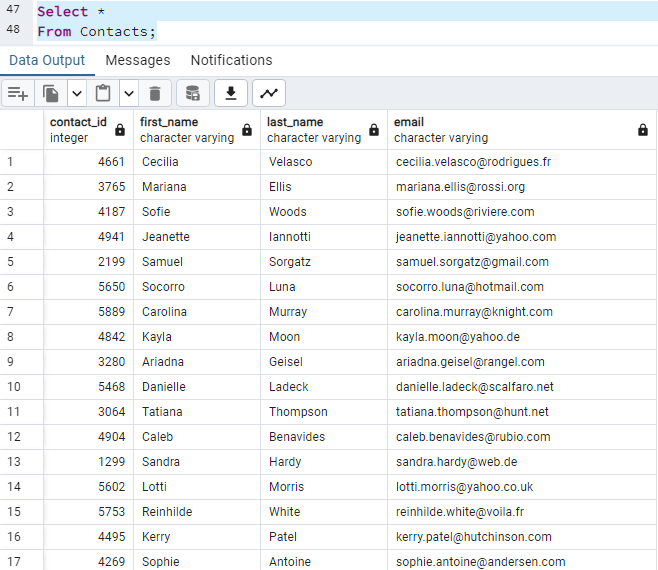 47 Select *
48 From Contacts;
Data Output Messages Notifications
contact_id first_name last_name email
integer character varying character varying character varying
1 4661 Cecilia Velasco cecilia.velasco@rodrigues.fr
2 3765 Mariana Ellis mariana.ellis@rossi.org
3 4187 Sofie Woods sofie.woods@riviere.com
4 4941 Jeanette Iannotti jeanette.iannotti@yahoo.com
5 2199 Samuel Sorgatz samuel.sorgatz@gmail.com
6 5650 Socorro Luna socorro.luna@hotmail.com
7 5889 Carolina Murray carolina.murray@knight.com
8 4842 Kayla Moon kayla.moon@yahoo.de
9 3280 Ariadna Geisel ariadna.geisel@rangel.com
10 5468 Danielle Ladeck danielle.ladeck@scalfaro.net
11 3064 Tatiana Thompson tatiana.thompson@hunt.net
12 4904 Caleb Benavides caleb.benavides@rubio.com
13 1299 Sandra Hardy sandra.hardy@web.de
14 5602 Lotti Morris lotti.morris@yahoo.co.uk
15 5753 Reinhilde White reinhilde.white@voila.fr
16 4495 Kerry Patel kerry.patel@hutchinson.com
17 4269 Sophie Antoine sophie.antoine@andersen.com